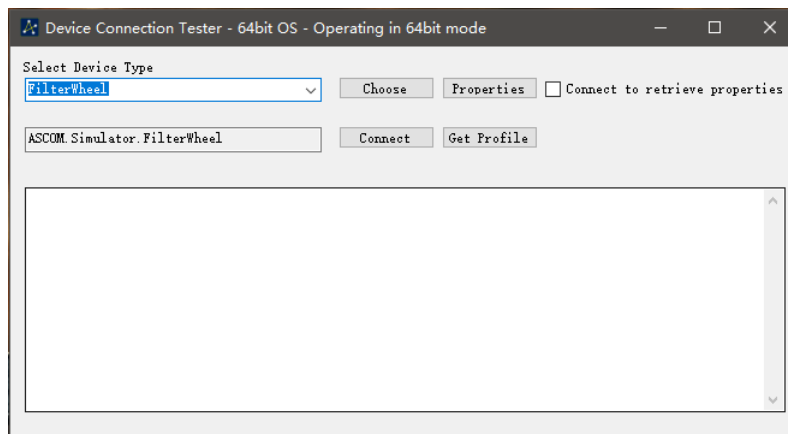 Device Connection Tester - 64bit OS - Operating in 64bit mode
Select Device Type
FilterWheel Choose Properties Connect to retrieve properties
ASCOM.Simulator.FilterWheel Connect Get Profile